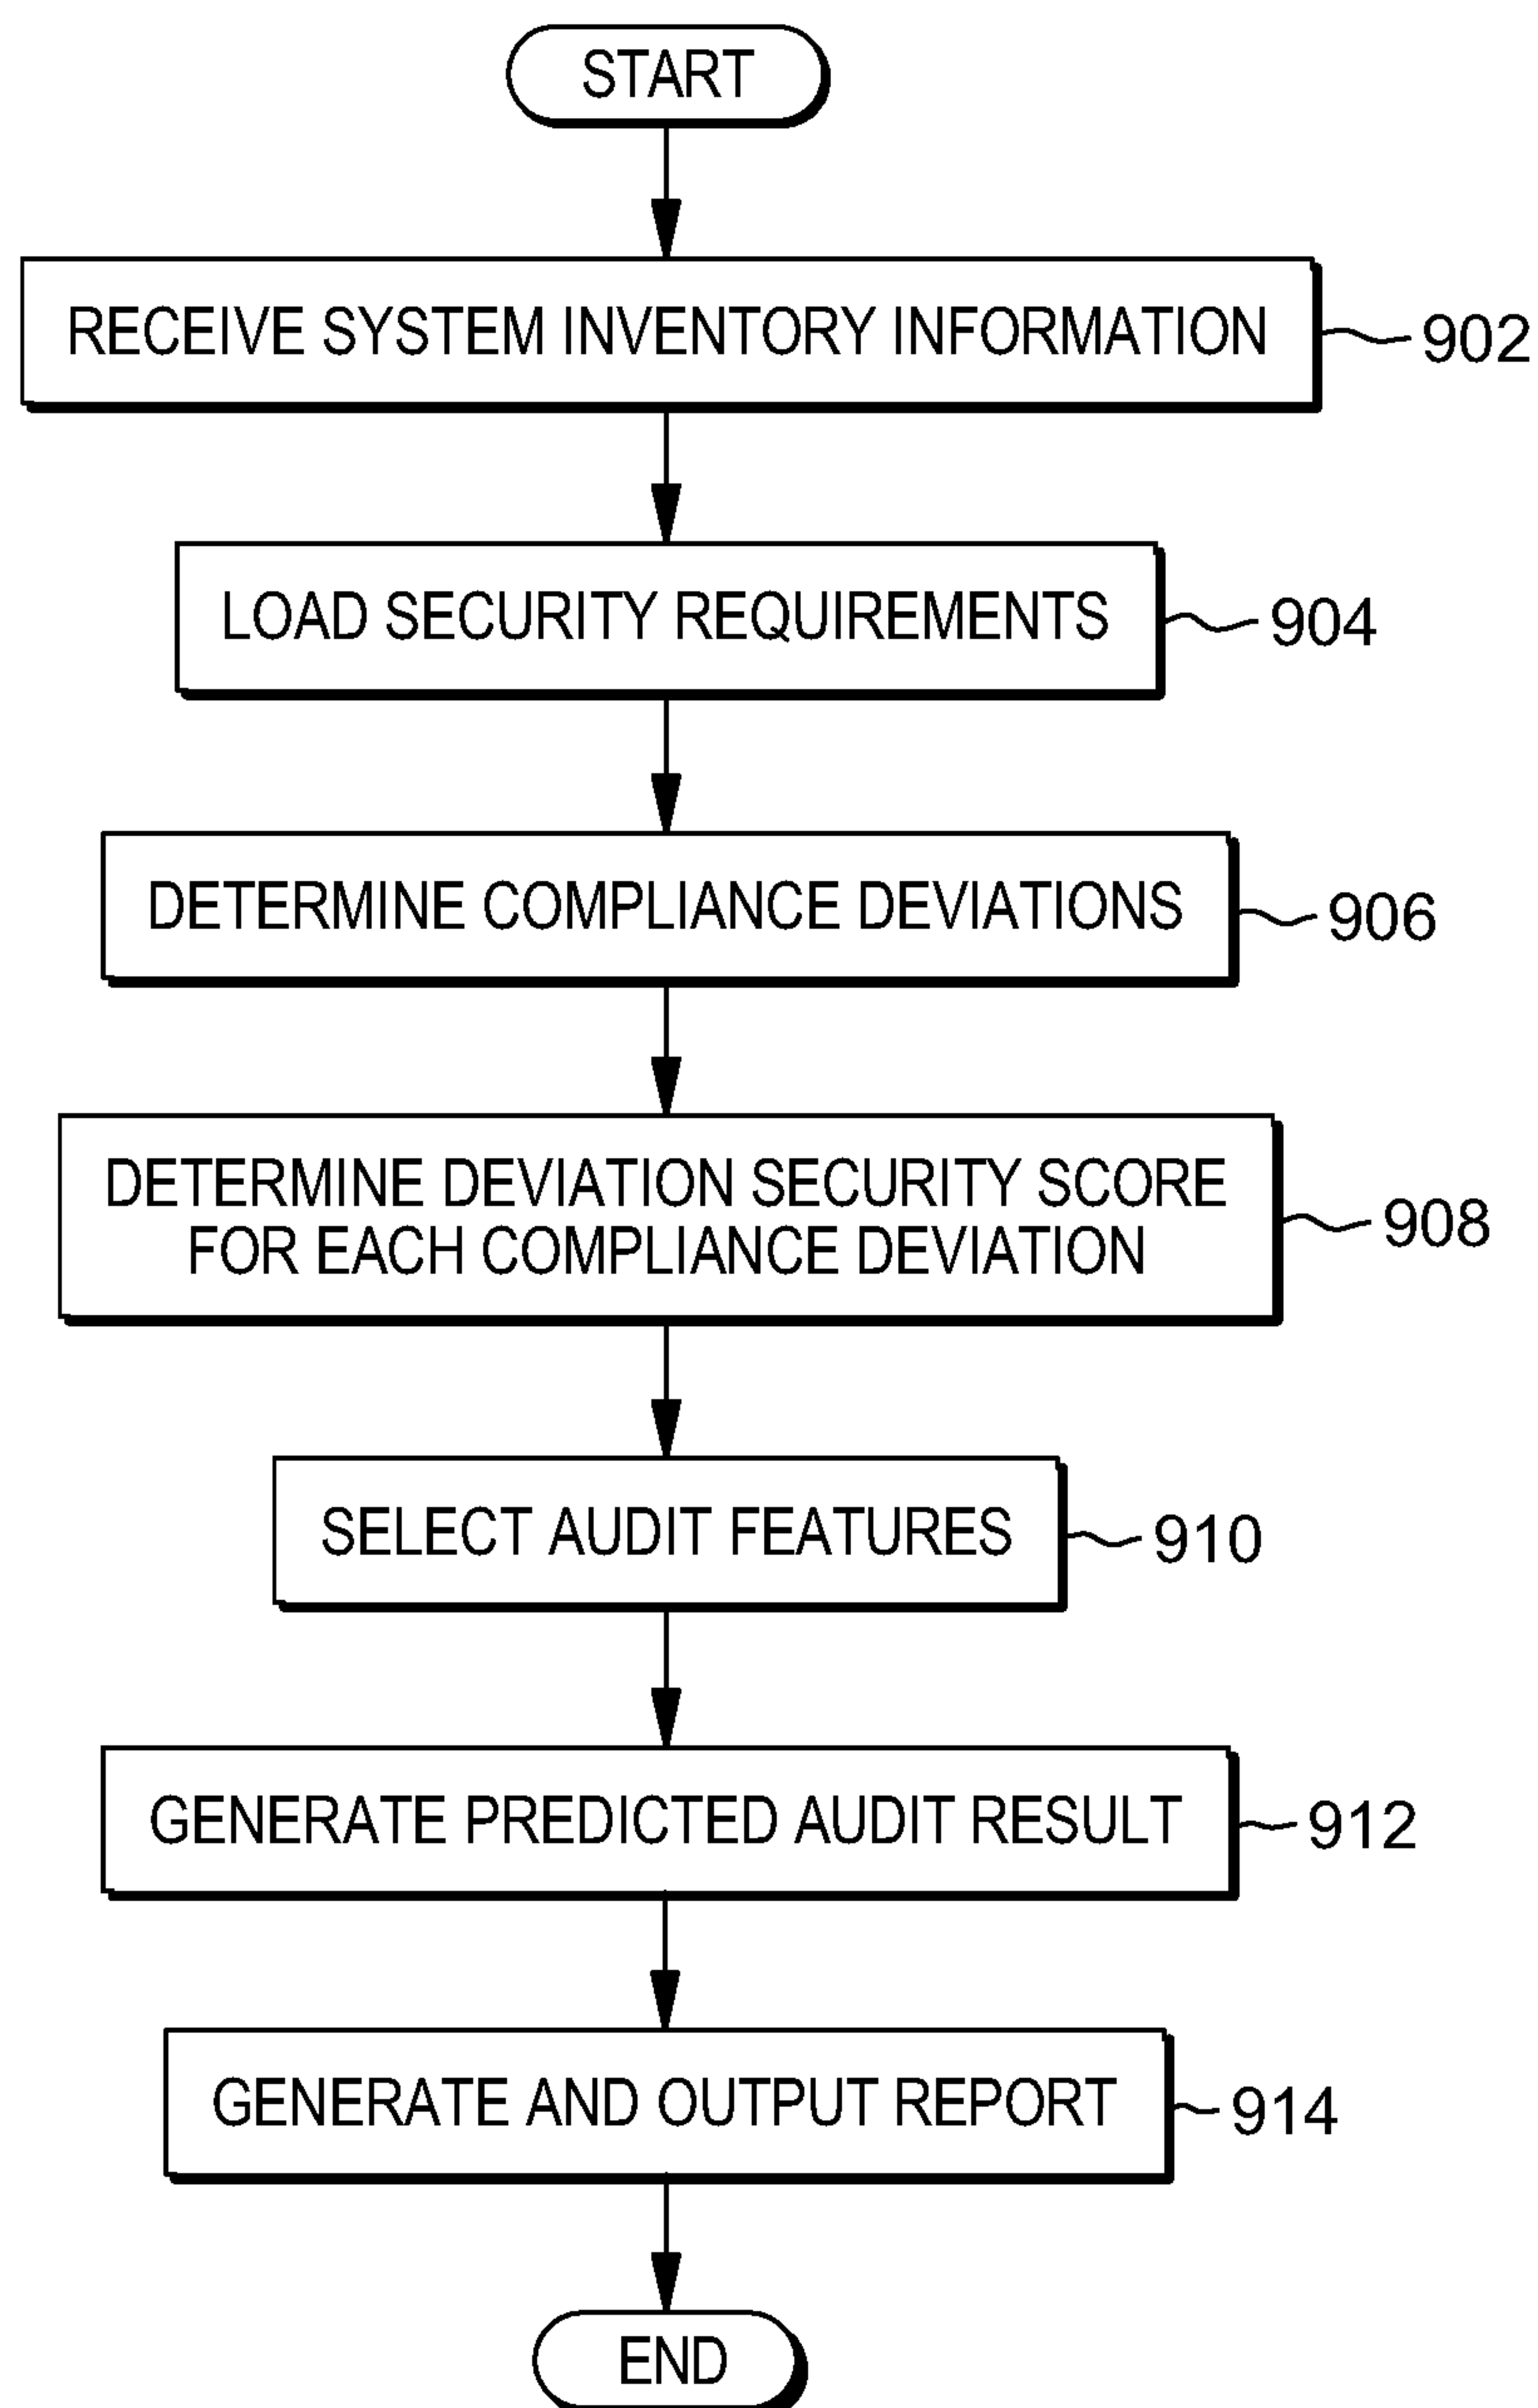 START
RECEIVE SYSTEM INVENTORY INFORMATION
902
LOAD SECURITY REQUIREMENTS
904
DETERMINE COMPLIANCE DEVIATIONS
906
DETERMINE DEVIATION SECURITY SCORE
FOR EACH COMPLIANCE DEVIATION
908
SELECT AUDIT FEATURES
910
GENERATE PREDICTED AUDIT RESULT
912
GENERATE AND OUTPUT REPORT
914
END